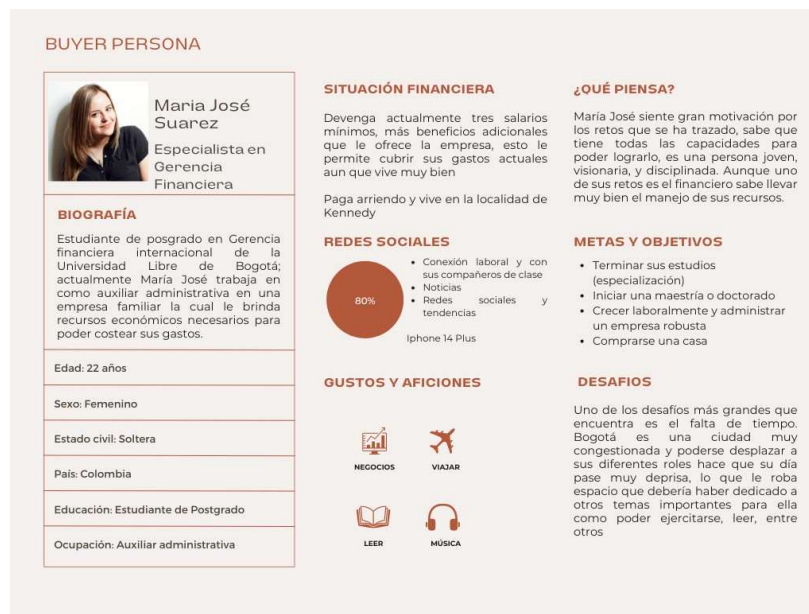 BUYER PERSONA
Maria José
Suarez
Especialista en
Gerencia
Financiera
BIOGRAFÍA
Estudiante de posgrado en Gerencia
financiera internacional de la
Universidad Libre de Bogotá;
actualmente María José trabaja en
como auxiliar administrativa en una
empresa familiar la cual le brinda
recursos económicos necesarios para
poder costear sus gastos.
Edad: 22 años
Sexo: Femenino
Estado civil: Soltera
País: Colombia
Educación: Estudiante de Postgrado
Ocupación: Auxiliar administrativa
SITUACIÓN FINANCIERA
Devenga actualmente tres salarios
mínimos, más beneficios adicionales
que le ofrece la empresa, esto le
permite cubrir sus gastos actuales
aun que vive muy bien
Paga arriendo y vive en la localidad de
Kennedy
REDES SOCIALES
80%
• Conexión laboral y con
sus compañeros de clase
• Noticias
• Redes sociales y
tendencias
Iphone 14 Plus
GUSTOS Y AFICIONES
NEGOCIOS
VIAJAR
LEER
MÚSICA
¿QUÉ PIENSA?
María José siente gran motivación por
los retos que se ha trazado, sabe que
tiene todas las capacidades para
poder lograrlo, es una persona joven,
visionaria, y disciplinada. Aunque uno
de sus retos es el financiero sabe llevar
muy bien el manejo de sus recursos.
METAS Y OBJETIVOS
• Terminar sus estudios
(especialización)
• Iniciar una maestría o doctorado
• Crecer laboralmente y administrar
un empresa robusta
• Comprarse una casa
DESAFIOS
Uno de los desafíos más grandes que
encuentra es el falta de tiempo.
Bogotá es una ciudad muy
congestionada y poderse desplazar a
sus diferentes roles hace que su día
pase muy deprisa, lo que le roba
espacio que debería haber dedicado a
otros temas importantes para ella
como poder ejercitarse, leer, entre
otros